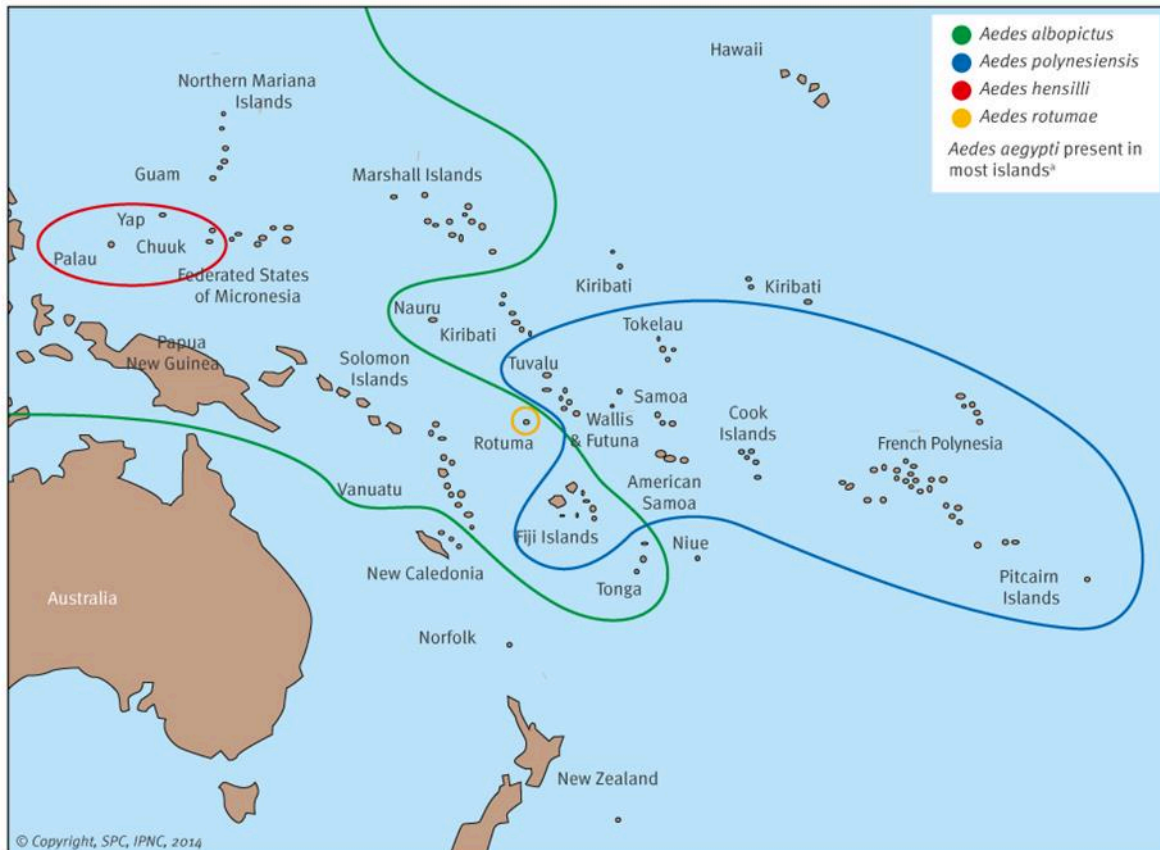 Hawaii
Aedes albopictus
Aedes polynesiensis
Aedes hensilli
Aedes rotumae
Aedes aegypti present in
most islandsª
Northern Mariana
Islands
Guam
Marshall Islands
Yap
Palau
Chuuk
Federated States
of Micronesia
Kiribati
Kiribati
Nauru
Kiribati
Tokelau
Papua
New Guinea
Solomon
Islands
Tuvalu
Samoa
Wallis
& Futuna
Cook
Islands
Rotuma
French Polynesia
American
Samoa
Vanuatu
Fiji Islands
Niue
New Caledonia
Tonga
Pitcairn
Islands
Australia
Norfolk
New Zealand
© Copyright, SPC, IPNC, 2014